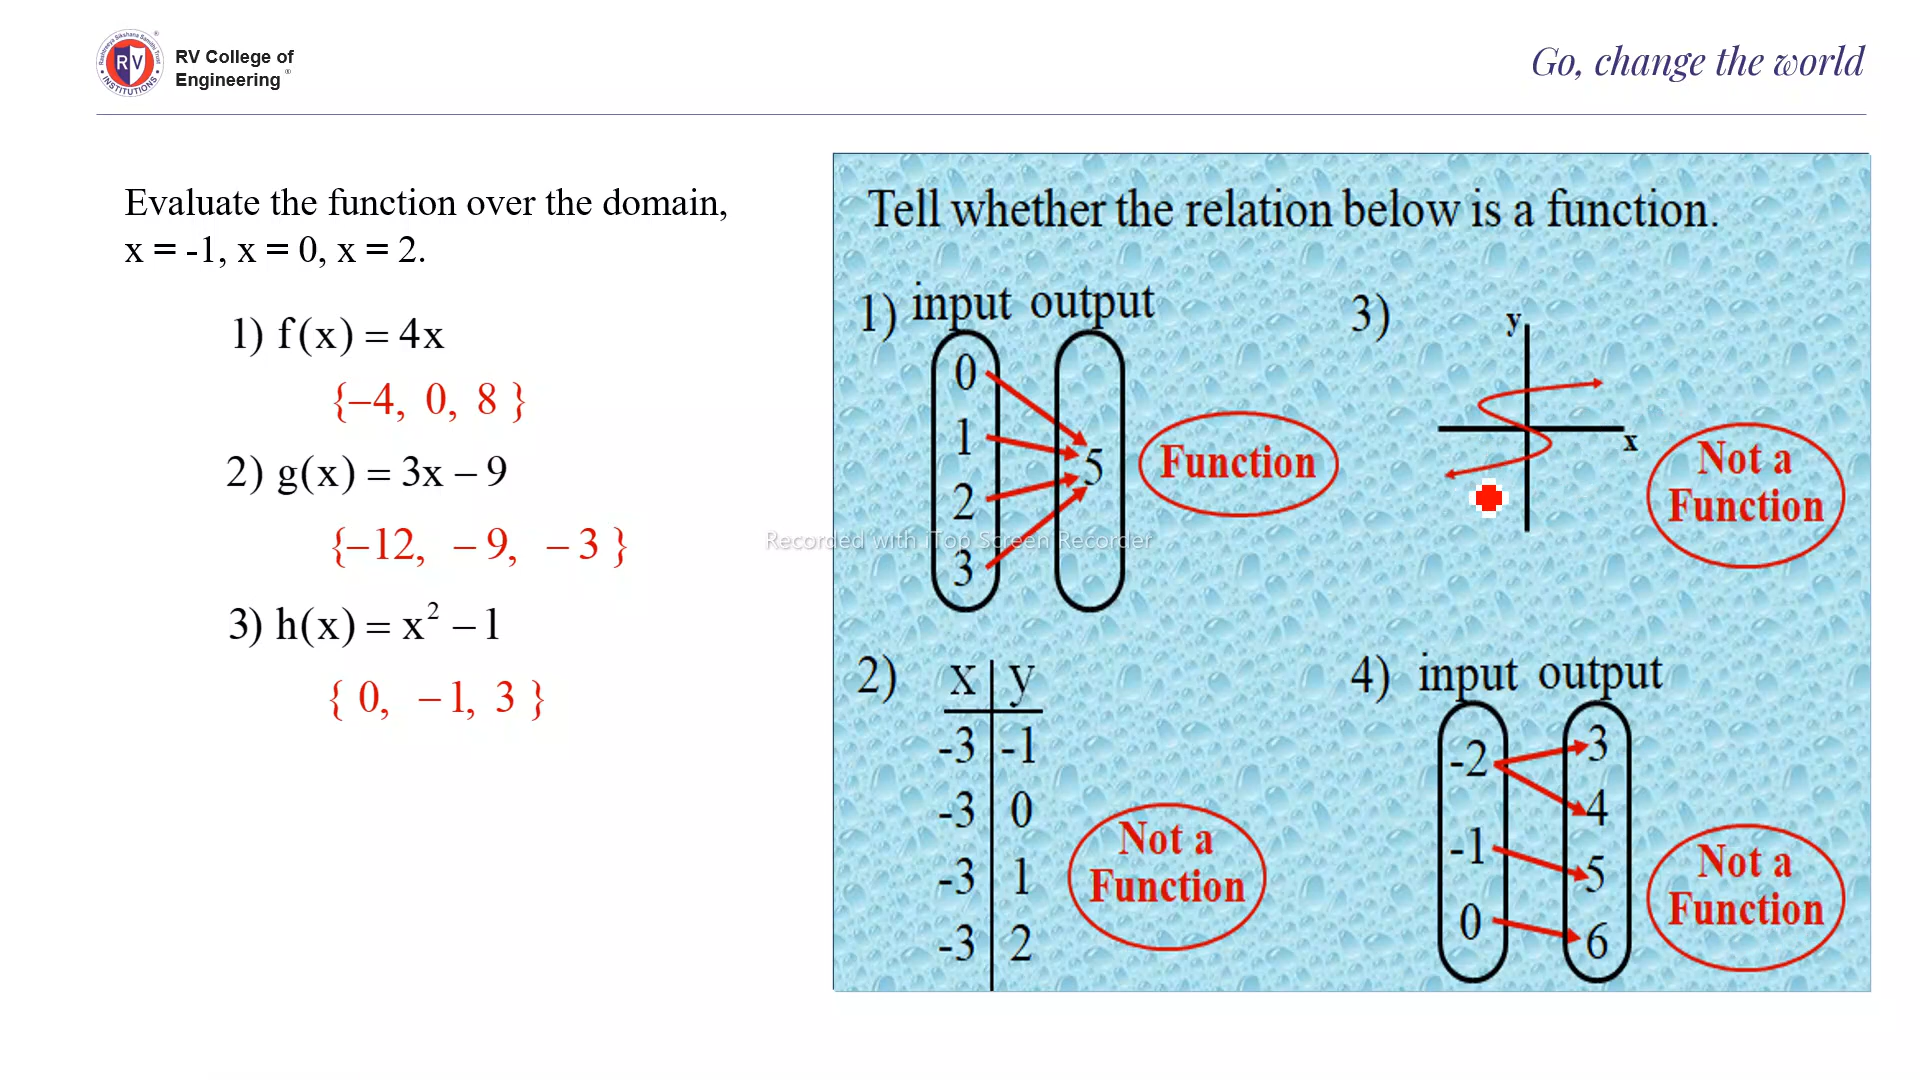 RV College of
Engineering ®
Go, change the world
Evaluate the function over the domain,
x = -1, x = 0, x = 2.
1) f(x) = 4x
{−4, 0, 8 }
2) g(x) = 3x − 9
{−12, − 9, − 3 }
3) h(x) = x² − 1
{ 0, − 1, 3 }
Tell whether the relation below is a function.
1) input output
0
1
2
3
5
Function
3)
y
x
Not a
Function
2)
x y
-3 -1
-3 0
-3 1
-3 2
Not a
Function
4) input output
-2
-1
0
3
4
5
6
Not a
Function
RV
INSTITUTIONS
Recorded with iTop Screen Recorder